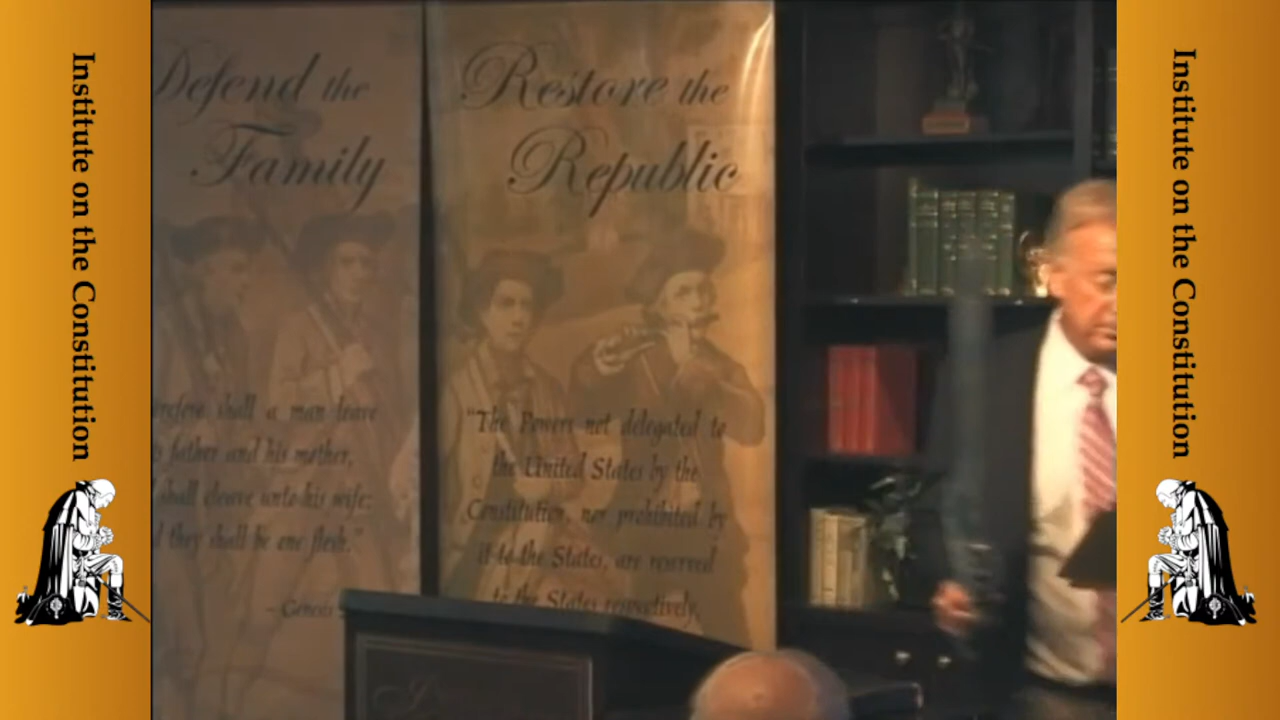 Institute on the Constitution
Defend the
Family
shall a man leave
father and his mother,
shall cleave unto his wife:
they shall be one flesh."
- Genesis
Restore the
Republic
"The Powers not delegated to
the United States by the
Constitution, nor prohibited by
it to the States, are reserved
to the States respectively,
Institute on the Constitution